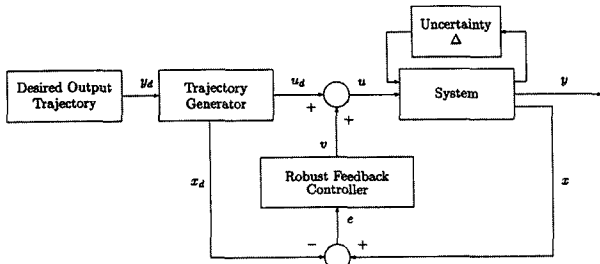 Uncertainty
Δ
Desired Output
Trajectory
y_d
Trajectory
Generator
u_d
+
+
u
System
y
v
x_d
Robust Feedback
Controller
x
e
−
+